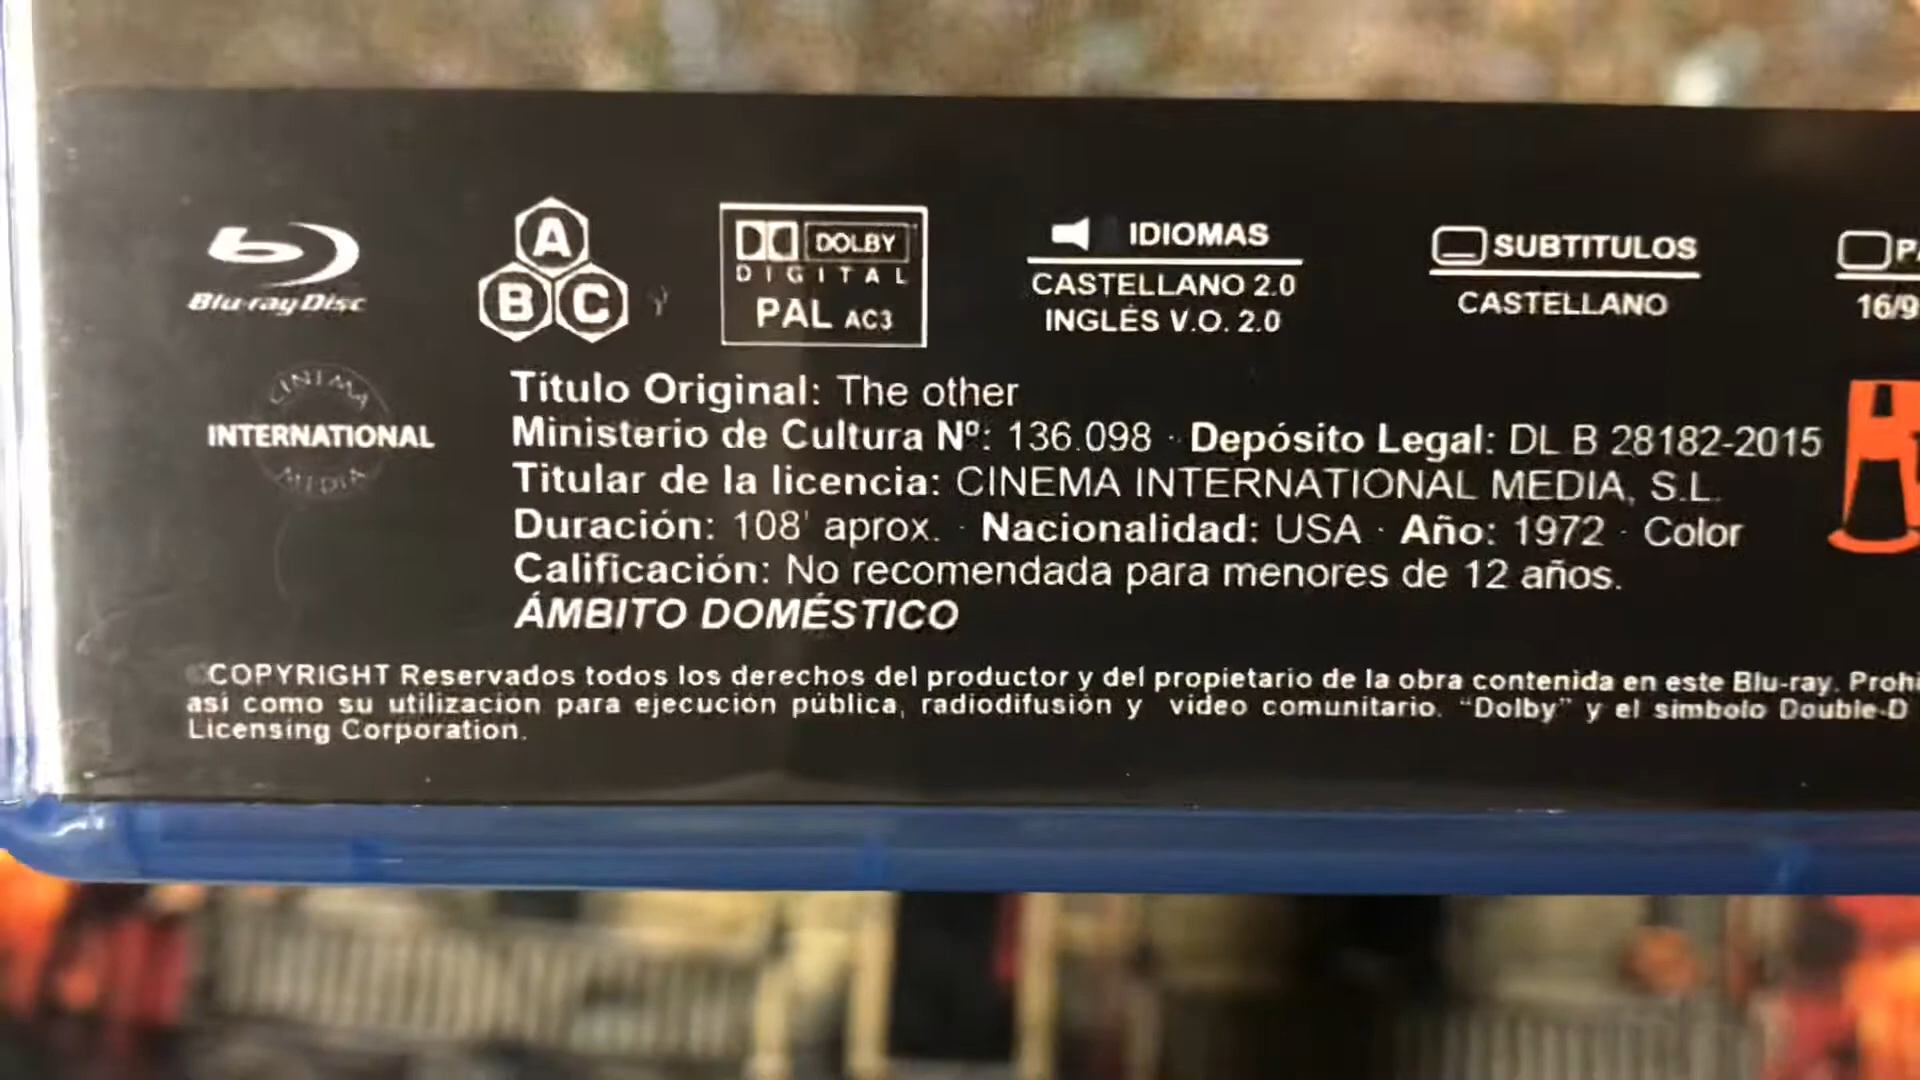 A
B C
DOLBY
DIGITAL
PAL AC3
IDIOMAS
CASTELLANO 2.0
INGLÉS V.O. 2.0
SUBTITULOS
CASTELLANO
16/9
Blu-ray Disc
CINEMA
INTERNATIONAL
MEDIA
Título Original: The other
Ministerio de Cultura Nº: 136.098 · Depósito Legal: DL B 28182-2015
Titular de la licencia: CINEMA INTERNATIONAL MEDIA, S.L.
Duración: 108' aprox. · Nacionalidad: USA · Año: 1972 · Color
Calificación: No recomendada para menores de 12 años.
ÁMBITO DOMÉSTICO
COPYRIGHT Reservados todos los derechos del productor y del propietario de la obra contenida en este Blu-ray. Prohi
así como su utilización para ejecución pública, radiodifusión y vídeo comunitario. "Dolby" y el símbolo Double-D
Licensing Corporation.